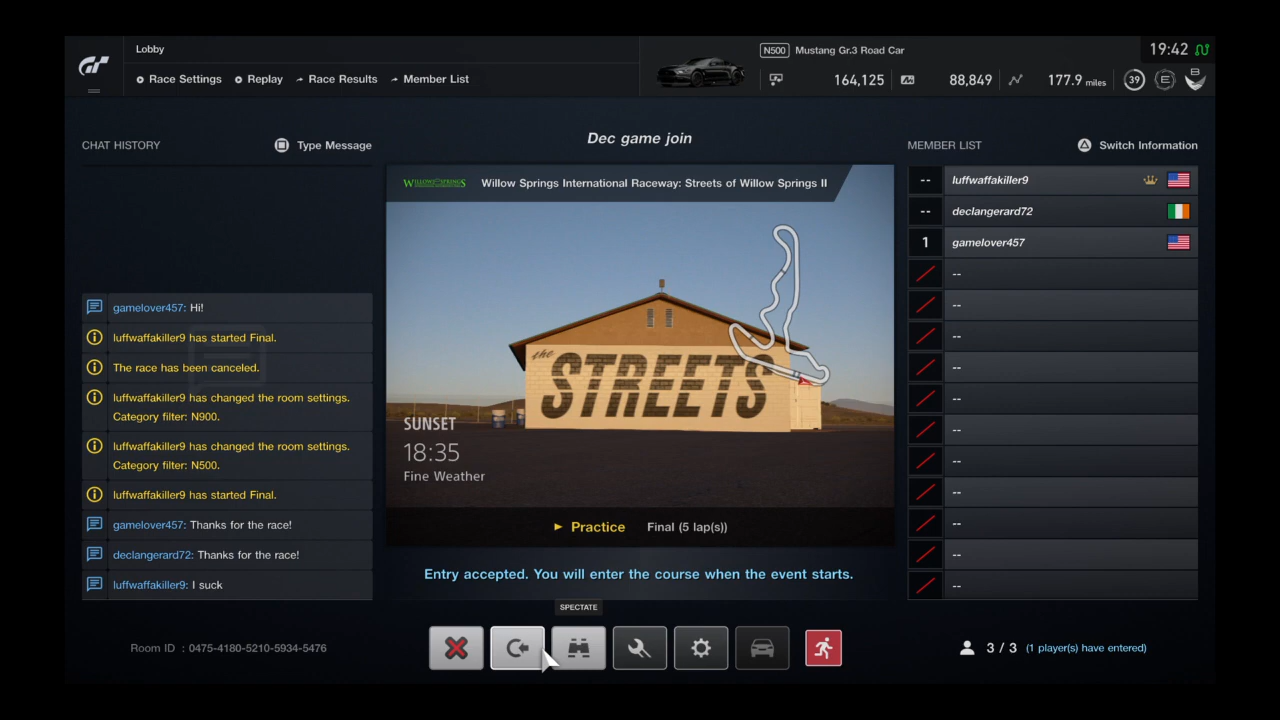 Lobby
N500 Mustang Gr.3 Road Car
19:42
Race Settings Replay Race Results Member List
164,125 88,849 177.9 miles 39 E B
Dec game join
CHAT HISTORY Type Message
MEMBER LIST Switch Information
WILLOW SPRINGS Willow Springs International Raceway: Streets of Willow Springs II
the
STREETS
SUNSET
18:35
Fine Weather
Practice Final (5 lap(s))
Entry accepted. You will enter the course when the event starts.
gamelover457: Hi!
luffwaffakiller9 has started Final.
The race has been canceled.
luffwaffakiller9 has changed the room settings.
Category filter: N900.
luffwaffakiller9 has changed the room settings.
Category filter: N500.
luffwaffakiller9 has started Final.
gamelover457: Thanks for the race!
declangerard72: Thanks for the race!
luffwaffakiller9: I suck
-- luffwaffakiller9
-- declangerard72
1 gamelover457
--
--
--
--
--
--
--
--
--
--
--
SPECTATE
Room ID : 0475-4180-5210-5934-5476
3 / 3 (1 player(s) have entered)